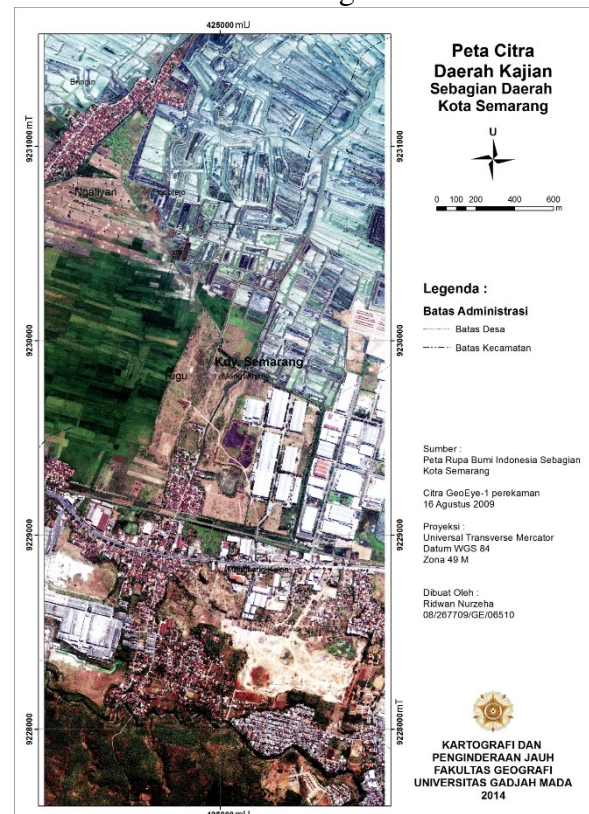 425000 mU
Peta Citra
Daerah Kajian
Sebagian Daerah
Kota Semarang
U
0 100 200 400 600
m
9231000 mT
9231000
Bringin
Ngaliyan
9230000
9230000
Kdy. Semarang
Tugu
9229000
9229000
9228000
9228000 mT
Legenda :
Batas Administrasi
Batas Desa
Batas Kecamatan
Sumber :
Peta Rupa Bumi Indonesia Sebagian
Kota Semarang
Citra GeoEye-1 perekaman
16 Agustus 2009
Proyeksi :
Universal Transverse Mercator
Datum WGS 84
Zona 49 M
Dibuat Oleh :
Ridwan Nurzeha
08/267709/GE/06510
KARTOGRAFI DAN
PENGINDERAAN JAUH
FAKULTAS GEOGRAFI
UNIVERSITAS GADJAH MADA
2014